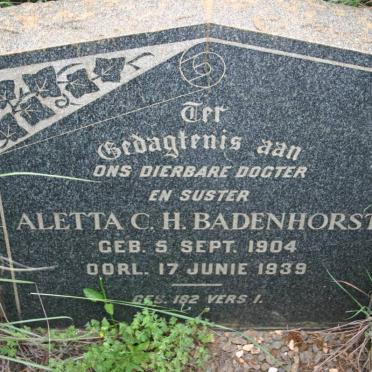 Ter
Gedagtenis aan
ONS DIERBARE DOGTER
EN SUSTER
ALETTA C. H. BADENHORST
GEB. 5 SEPT. 1904
OORL. 17 JUNIE 1939
GES. 182 VERS 1.